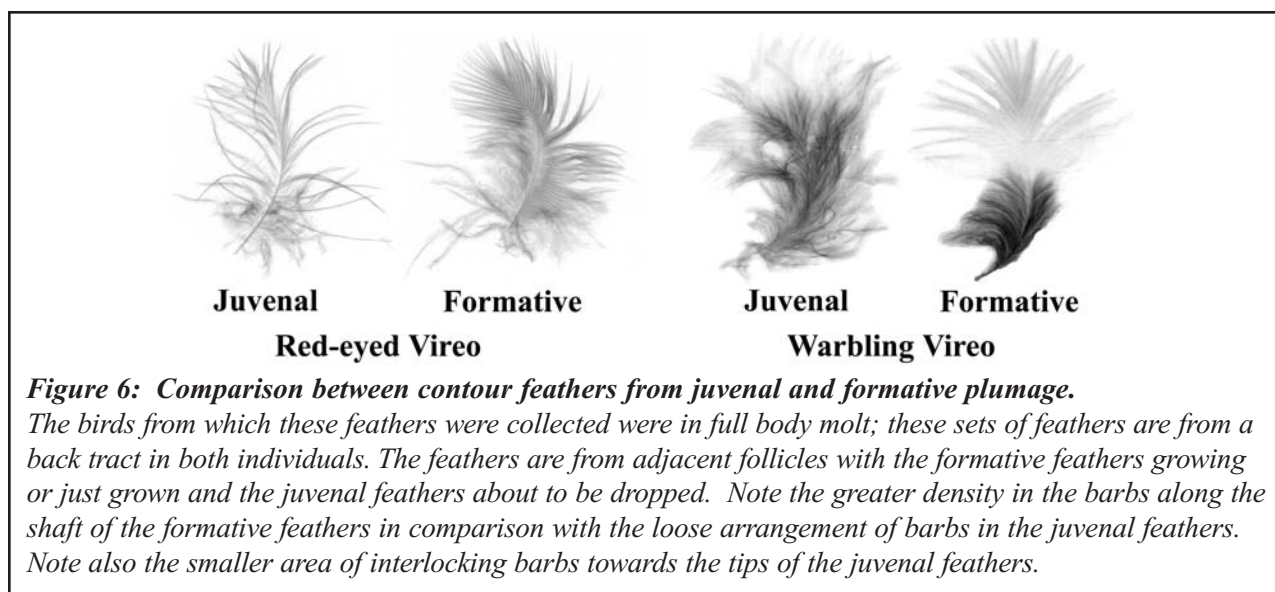 Juvenal Formative Juvenal Formative
Red-eyed Vireo Warbling Vireo
Figure 6: Comparison between contour feathers from juvenal and formative plumage.
The birds from which these feathers were collected were in full body molt; these sets of feathers are from a
back tract in both individuals. The feathers are from adjacent follicles with the formative feathers growing
or just grown and the juvenal feathers about to be dropped. Note the greater density in the barbs along the
shaft of the formative feathers in comparison with the loose arrangement of barbs in the juvenal feathers.
Note also the smaller area of interlocking barbs towards the tips of the juvenal feathers.